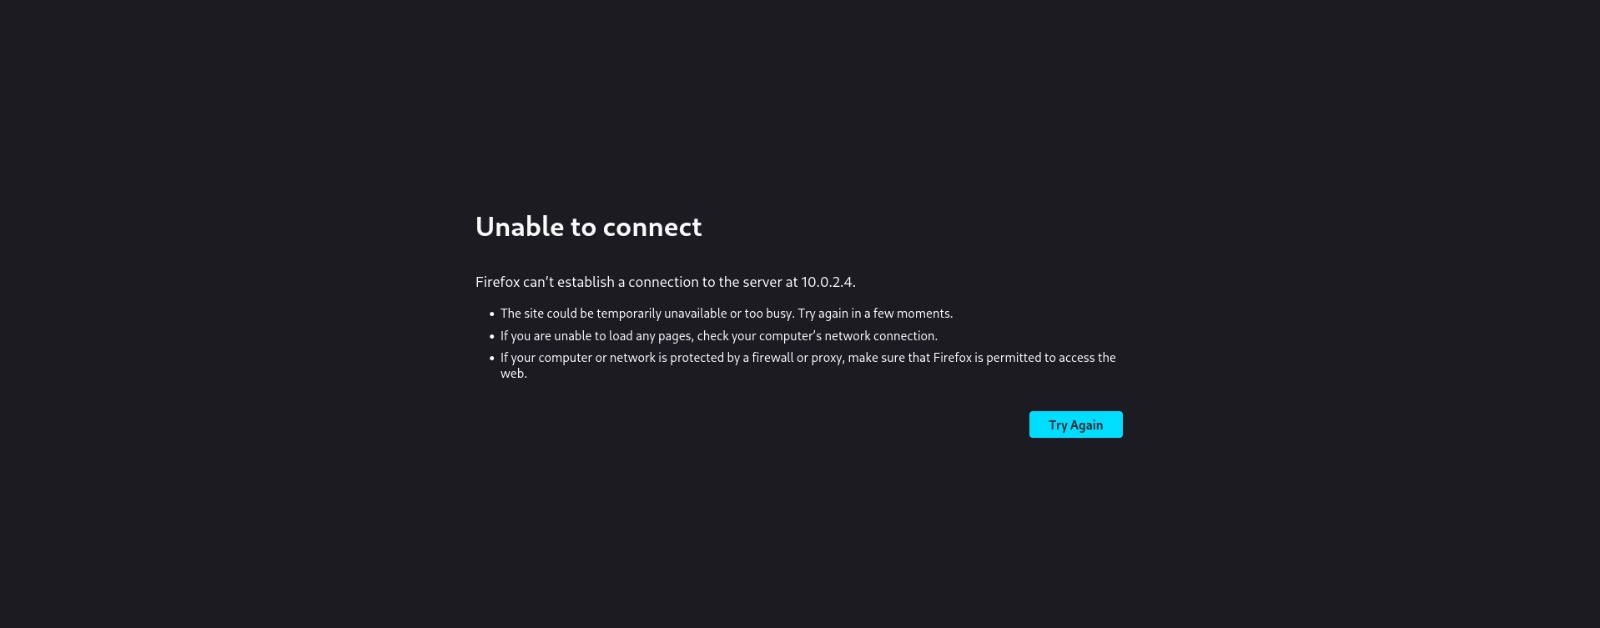 Unable to connect
Firefox can’t establish a connection to the server at 10.0.2.4.
• The site could be temporarily unavailable or too busy. Try again in a few moments.
• If you are unable to load any pages, check your computer’s network connection.
• If your computer or network is protected by a firewall or proxy, make sure that Firefox is permitted to access the
web.
Try Again